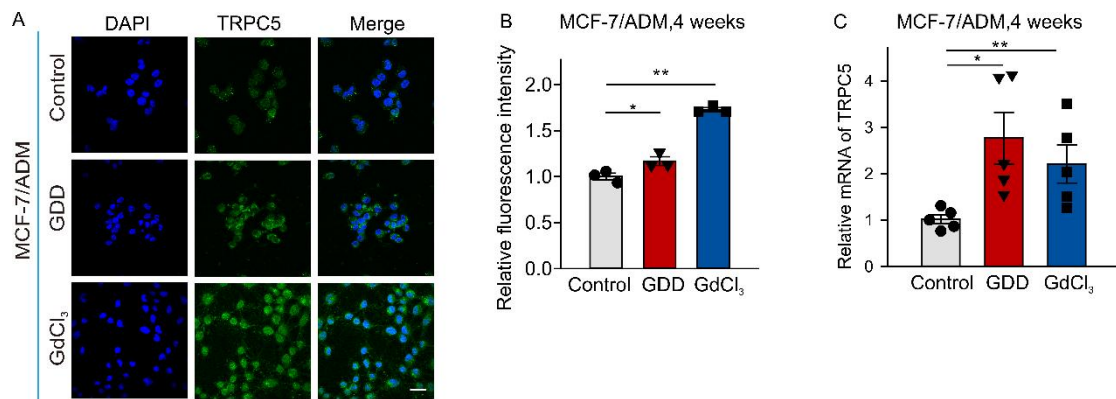 A
DAPI
TRPC5
Merge
MCF-7/ADM
Control
GDD
GdCl₃
B
MCF-7/ADM,4 weeks
Relative fluorescence intensity
2.0
1.5
1.0
0.5
0.0
**
*
Control
GDD
GdCl₃
C
MCF-7/ADM,4 weeks
Relative mRNA of TRPC5
4
3
2
1
0
**
*
Control
GDD
GdCl₃